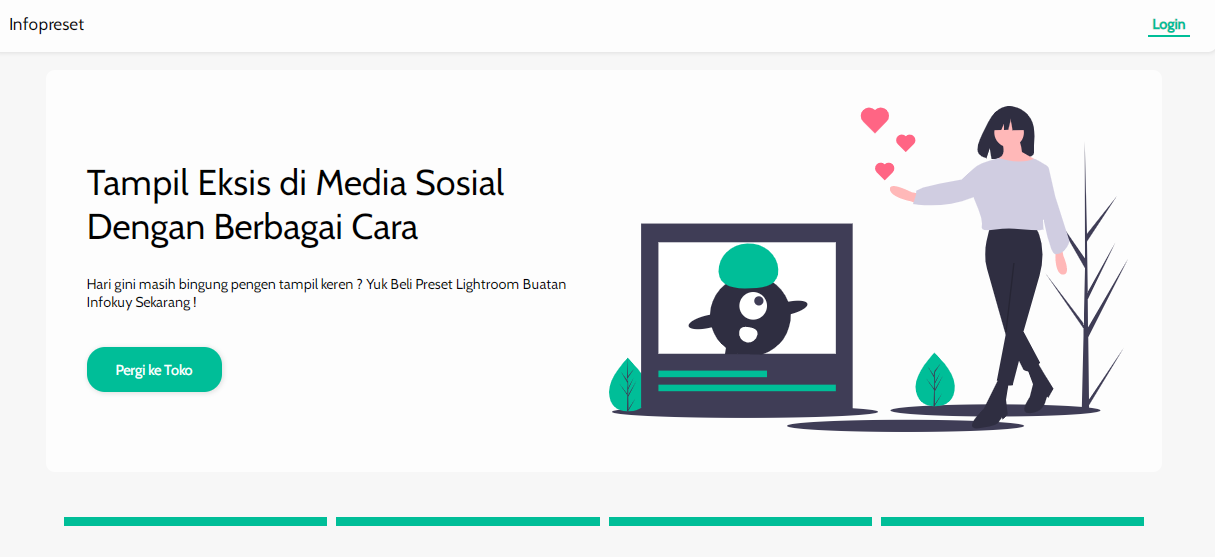 Infopreset
Login
Tampil Eksis di Media Sosial
Dengan Berbagai Cara
Hari gini masih bingung pengen tampil keren ? Yuk Beli Preset Lightroom Buatan
Infokuy Sekarang !
Pergi ke Toko